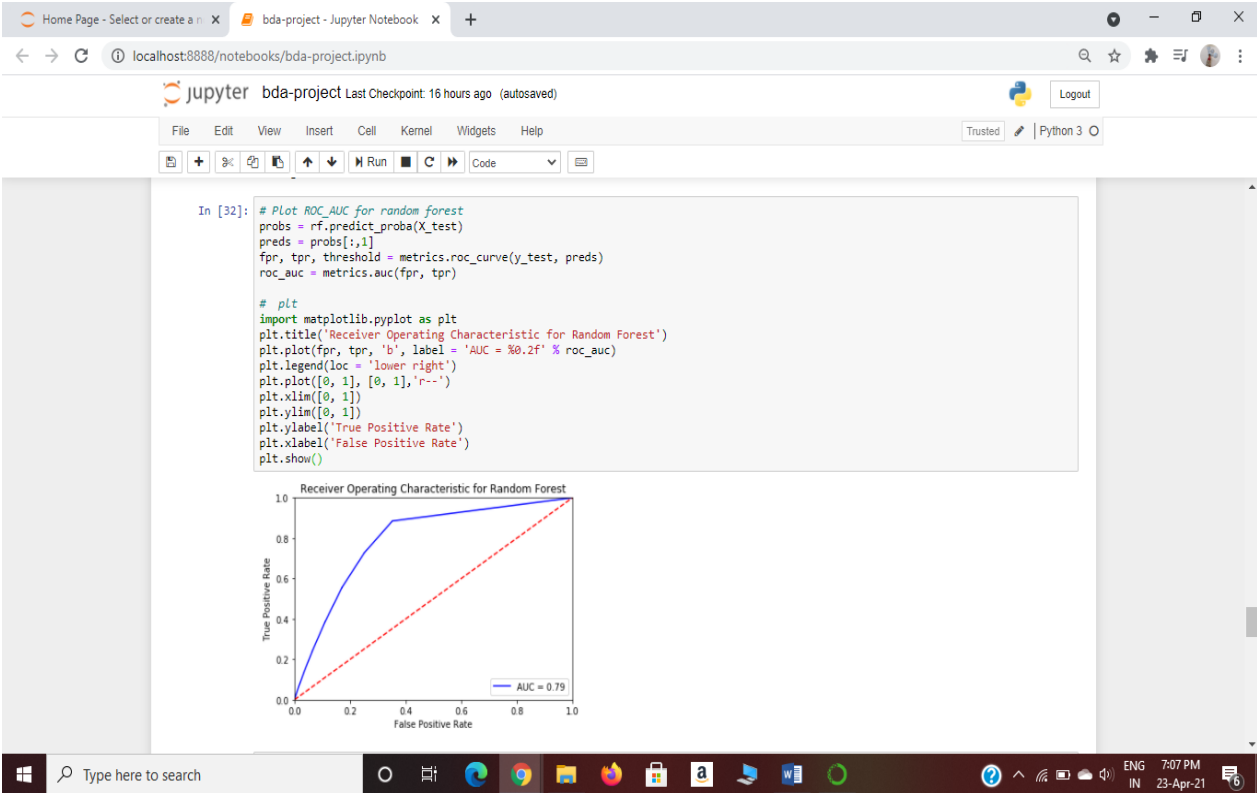 Home Page - Select or create a n
bda-project - Jupyter Notebook
localhost:8888/notebooks/bda-project.ipynb
jupyter bda-project Last Checkpoint: 16 hours ago (autosaved)
Logout
File Edit View Insert Cell Kernel Widgets Help
Trusted Python 3
Run Code
In [32]: # Plot ROC_AUC for random forest
probs = rf.predict_proba(X_test)
preds = probs[:,1]
fpr, tpr, threshold = metrics.roc_curve(y_test, preds)
roc_auc = metrics.auc(fpr, tpr)
# plt
import matplotlib.pyplot as plt
plt.title('Receiver Operating Characteristic for Random Forest')
plt.plot(fpr, tpr, 'b', label = 'AUC = %0.2f' % roc_auc)
plt.legend(loc = 'lower right')
plt.plot([0, 1], [0, 1],'r--')
plt.xlim([0, 1])
plt.ylim([0, 1])
plt.ylabel('True Positive Rate')
plt.xlabel('False Positive Rate')
plt.show()
Receiver Operating Characteristic for Random Forest
1.0
0.8
0.6
0.4
0.2
0.0
True Positive Rate
AUC = 0.79
0.0 0.2 0.4 0.6 0.8 1.0
False Positive Rate
Type here to search
a
W
ENG
IN
7:07 PM
23-Apr-21
6